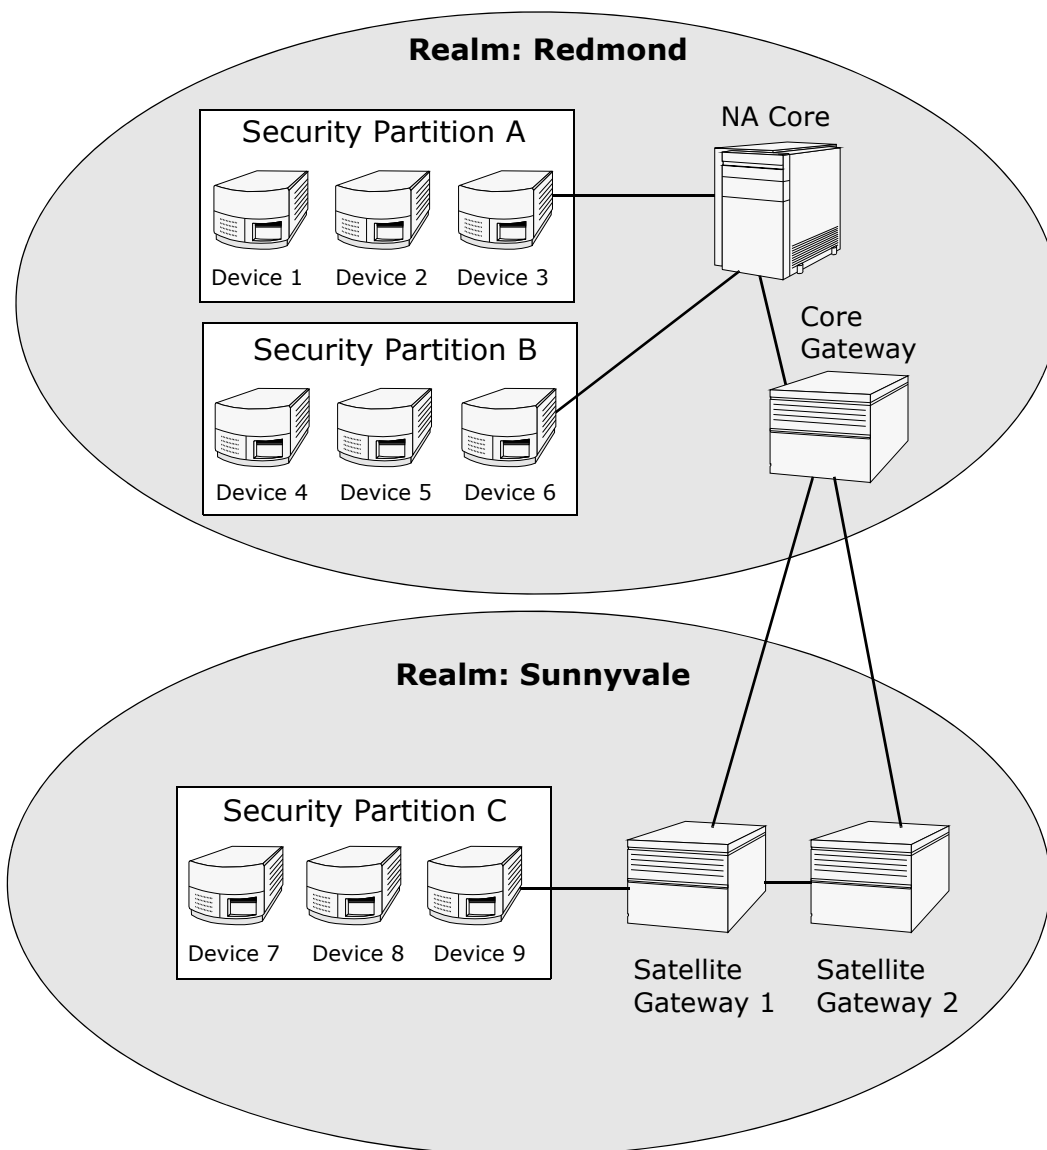 Realm: Redmond
NA Core
Security Partition A
Device 1
Device 2
Device 3
Core
Gateway
Security Partition B
Device 4
Device 5
Device 6
Realm: Sunnyvale
Security Partition C
Device 7
Device 8
Device 9
Satellite
Gateway 1
Satellite
Gateway 2